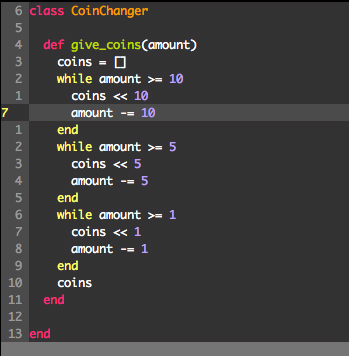 6 class CoinChanger
5
4   def give_coins(amount)
3     coins = []
2     while amount >= 10
1       coins << 10
7       amount -= 10
1     end
2     while amount >= 5
3       coins << 5
4       amount -= 5
5     end
6     while amount >= 1
7       coins << 1
8       amount -= 1
9     end
10     coins
11   end
12
13 end